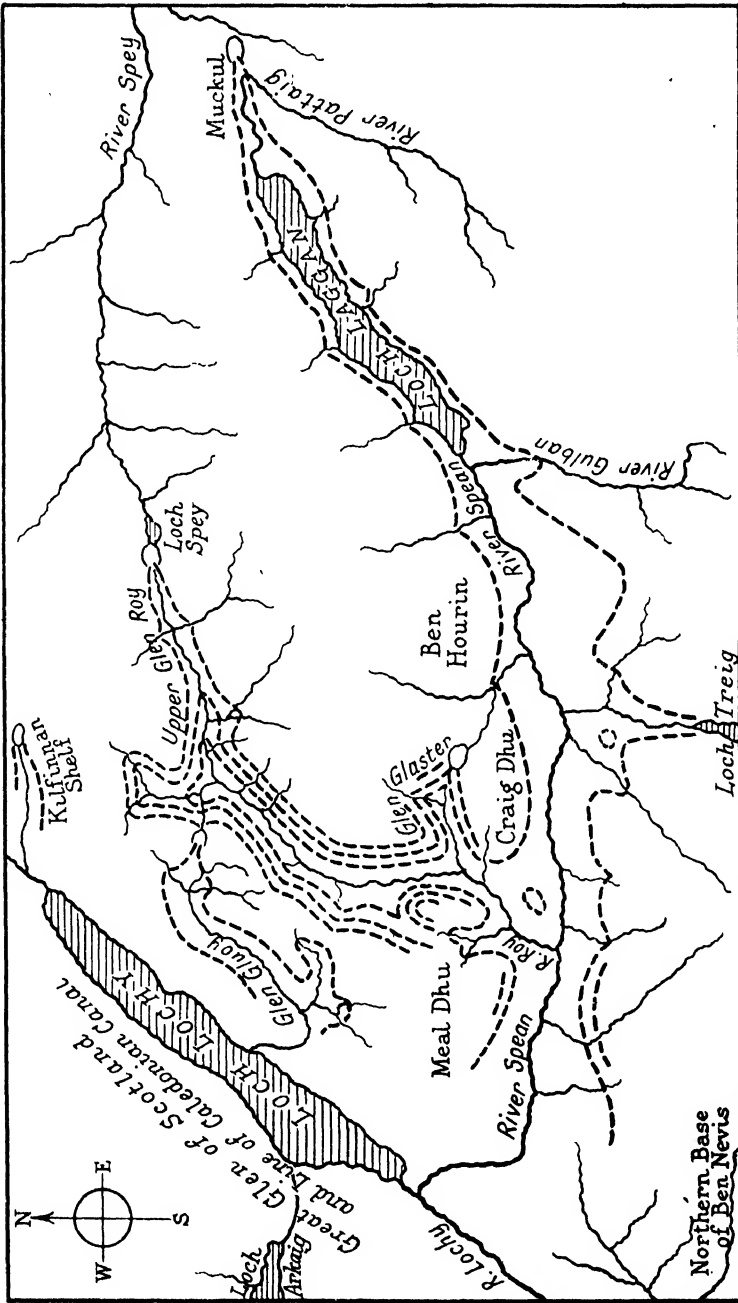 N
W
E
S
River Spey
Muckul
River Pattaig
LOCH LAGGAN
Loch
Spey
Upper Glen Roy
Kilfinnan
Shelf
River Gulban
River Spean
Ben
Hourin
Glen Glaster
Craig Dhu
Loch Treig
Glen Gluoy
LOCH LOCHY
Great Glen of Scotland
and Line of Caledonian Canal
Loch
Arkaig
Meal Dhu
R. Roy
River Spean
R. Lochy
Northern Base
of Ben Nevis